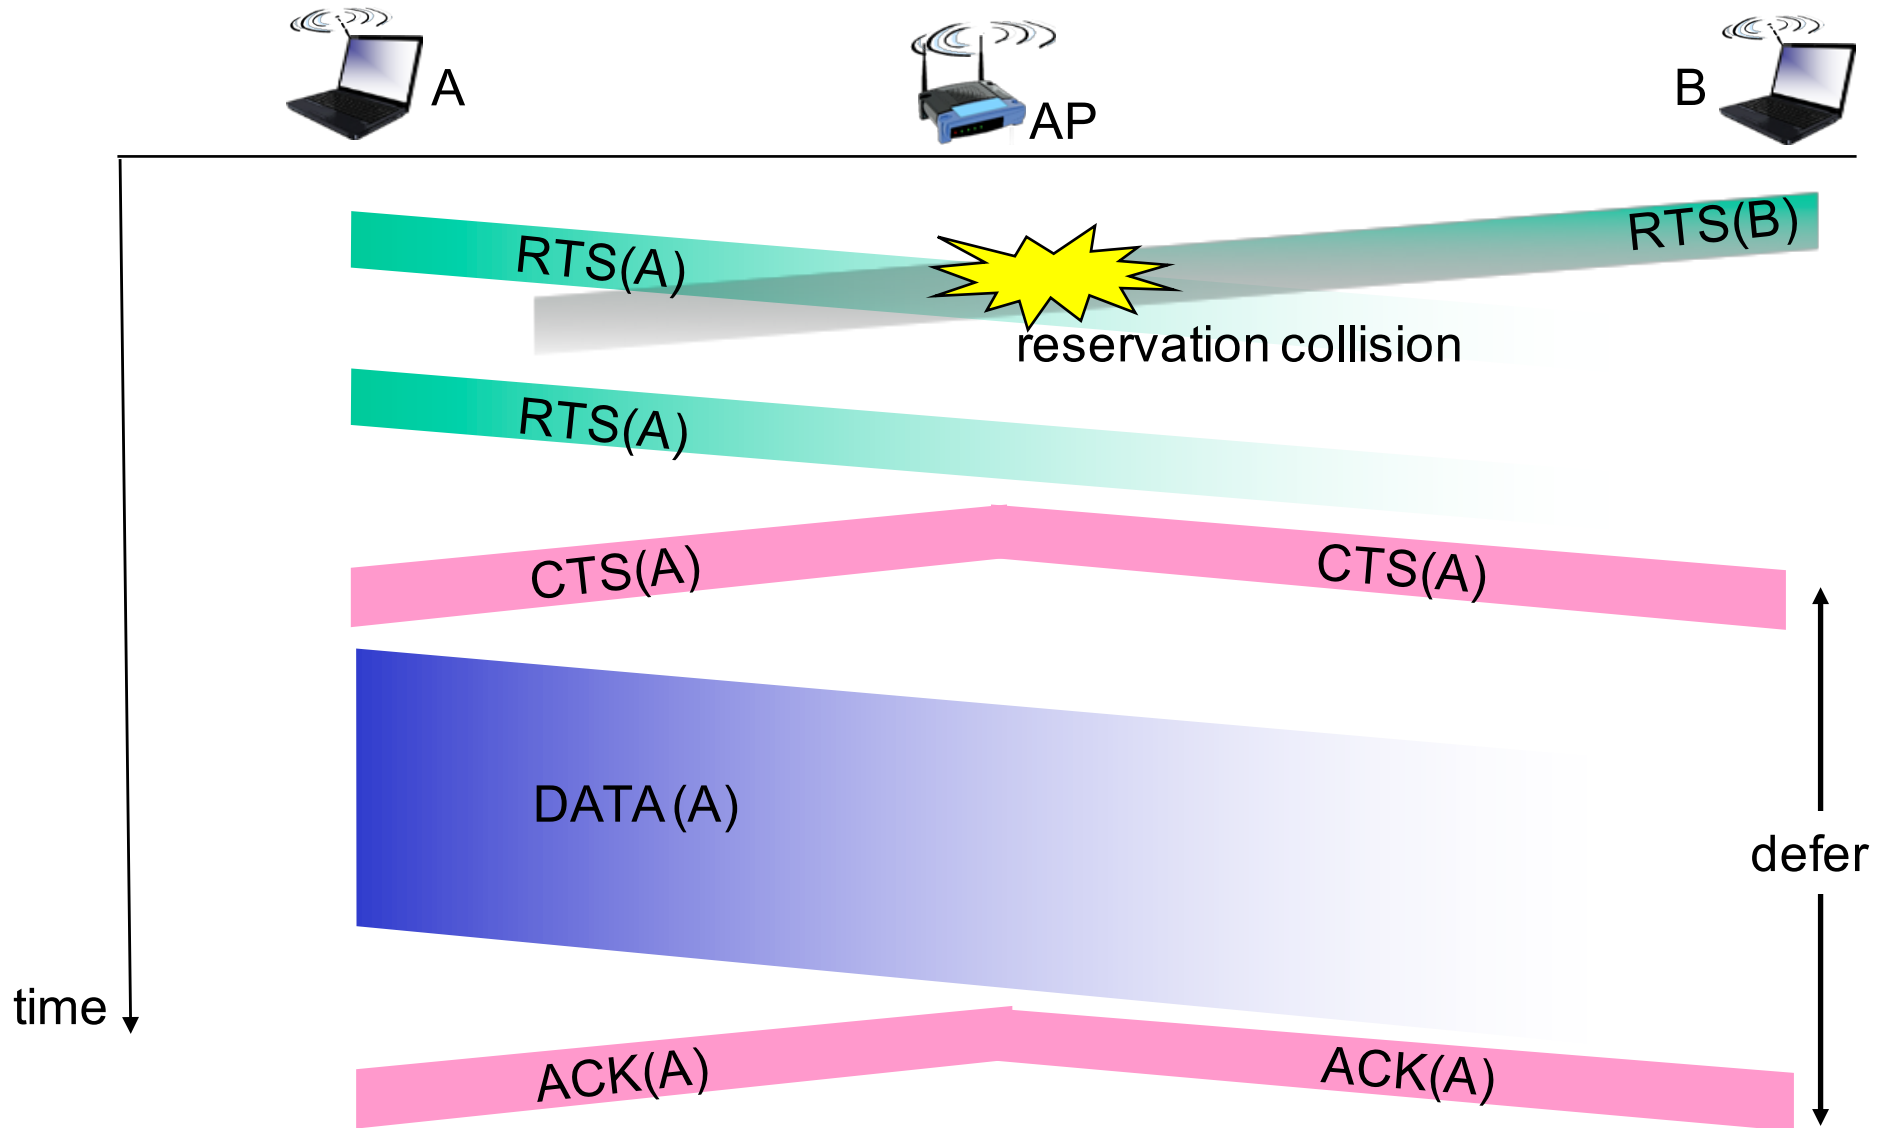 A
AP
B
RTS(A)
RTS(B)
reservation collision
RTS(A)
CTS(A)
CTS(A)
DATA (A)
defer
time
ACK(A)
ACK(A)